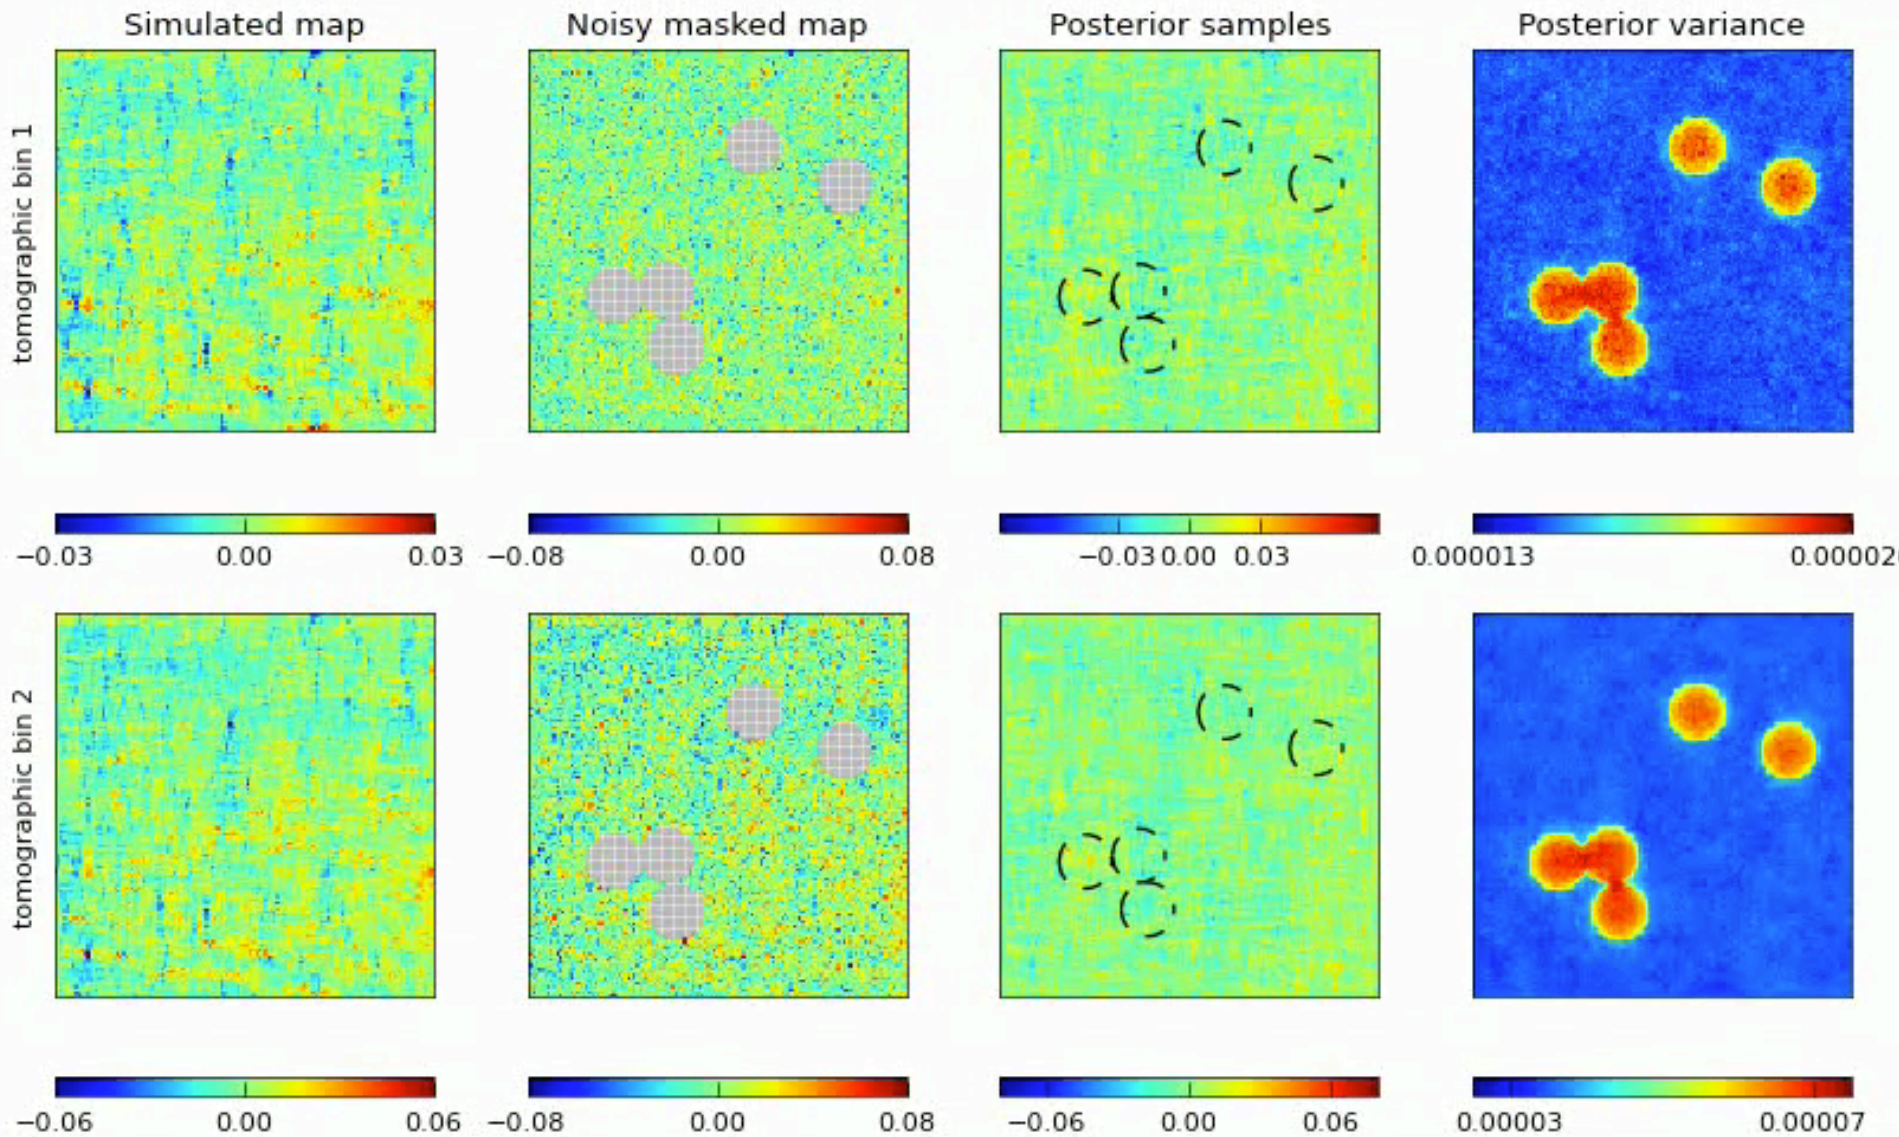 Simulated map Noisy masked map Posterior samples Posterior variance
tomographic bin 1
−0.03 0.00 0.03 −0.08 0.00 0.08 −0.03 0.00 0.03 0.000013
tomographic bin 2
−0.06 0.00 0.06 −0.08 0.00 0.08 −0.06 0.00 0.06 0.00003 0.00007